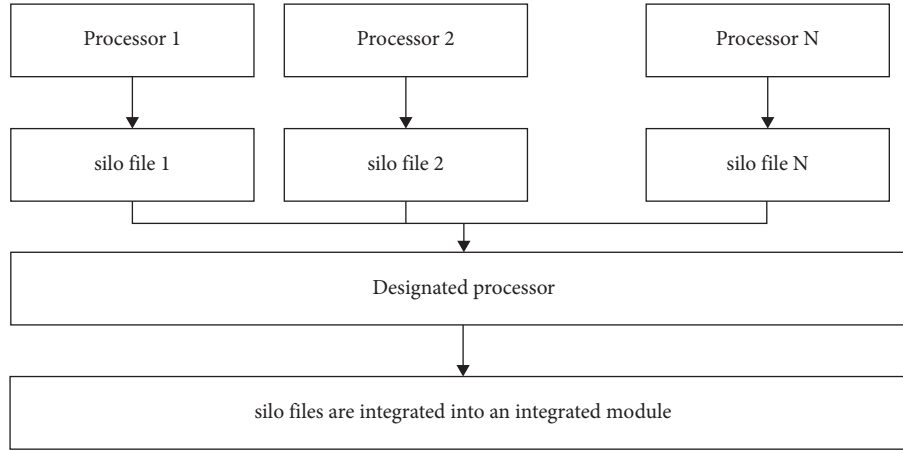 Processor 1
Processor 2
Processor N
silo file 1
silo file 2
silo file N
Designated processor
silo files are integrated into an integrated module